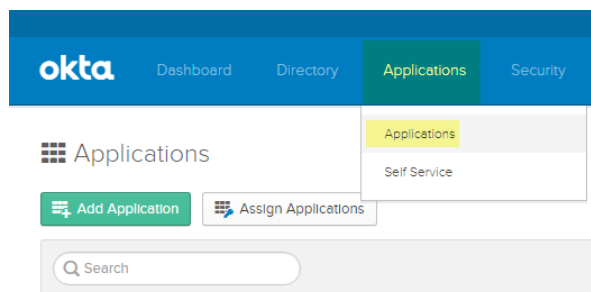 okta Dashboard Directory Applications Security
Applications
Self Service
Applications
Add Application Assign Applications
Search